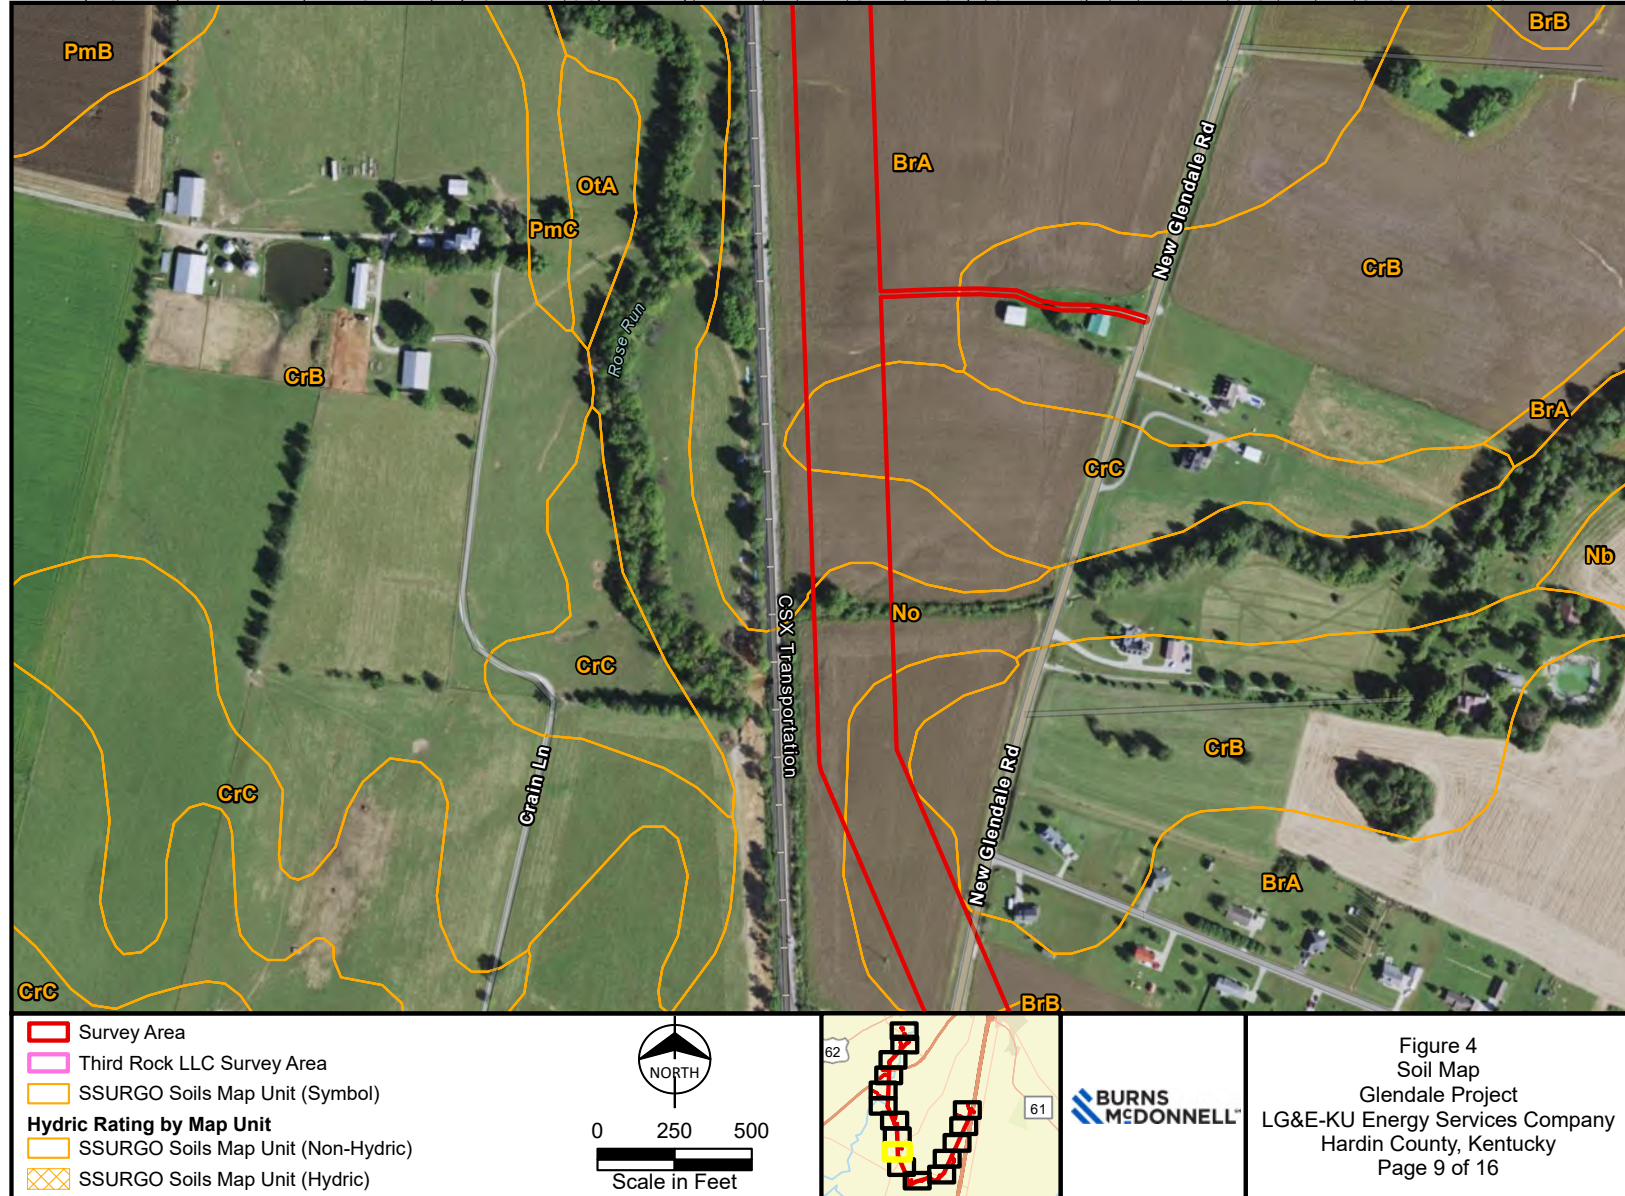 PmB
BrB
BrA
OtA
PmC
New Glendale Rd
CrB
Rose Run
CrB
BrA
CrC
Nb
No
CSX Transportation
CrC
CrB
New Glendale Rd
Crain Ln
CrC
BrA
CrC
BrB
Survey Area
Third Rock LLC Survey Area
SSURGO Soils Map Unit (Symbol)
Hydric Rating by Map Unit
SSURGO Soils Map Unit (Non-Hydric)
SSURGO Soils Map Unit (Hydric)
NORTH
0 250 500
Scale in Feet
62
61
BURNS
McDONNELL
Figure 4
Soil Map
Glendale Project
LG&E-KU Energy Services Company
Hardin County, Kentucky
Page 9 of 16